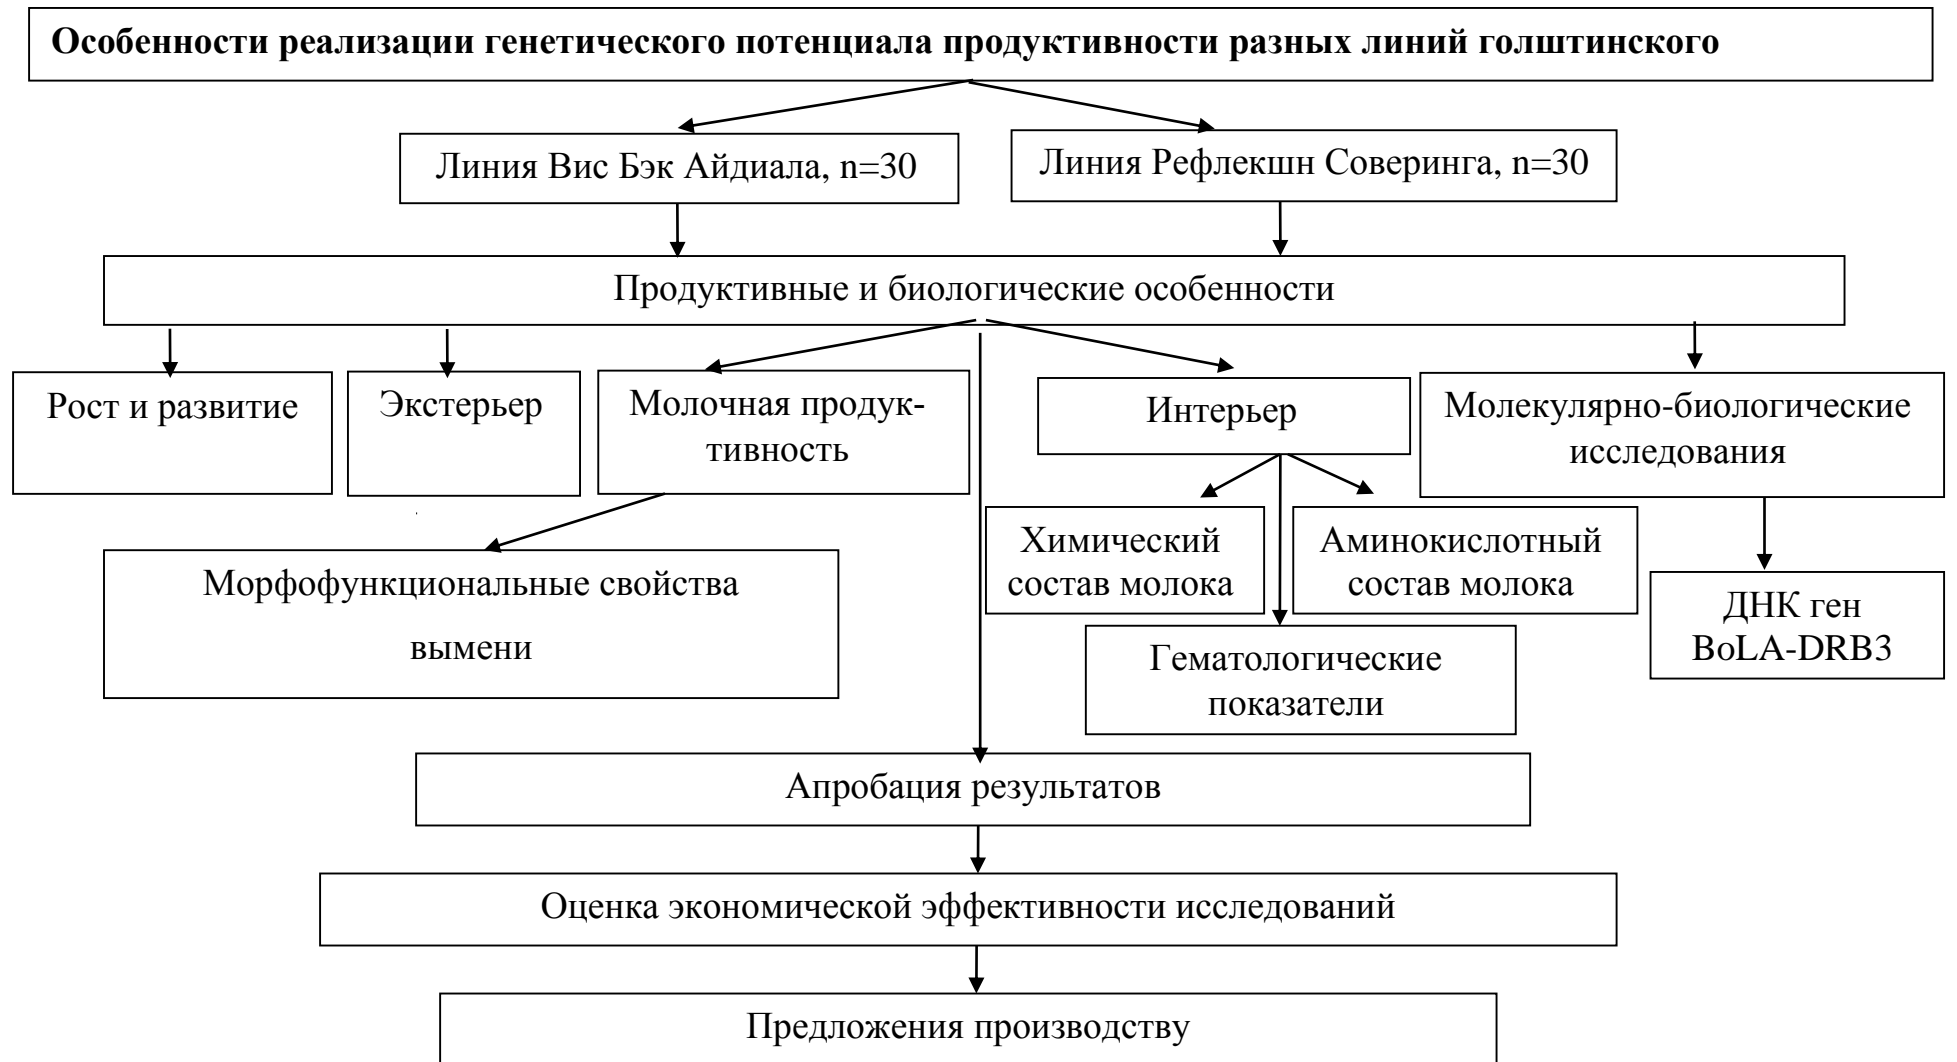 Особенности реализации генетического потенциала продуктивности разных линий голштинского
Линия Вис Бэк Айдиала, n=30
Линия Рефлекшн Соверинга, n=30
Продуктивные и биологические особенности
Рост и развитие
Экстерьер
Молочная продук-
тивность
Интерьер
Молекулярно-биологические
исследования
Морфофункциональные свойства
вымени
Химический
состав молока
Аминокислотный
состав молока
Гематологические
показатели
ДНК ген
BoLA-DRB3
Апробация результатов
Оценка экономической эффективности исследований
Предложения производству